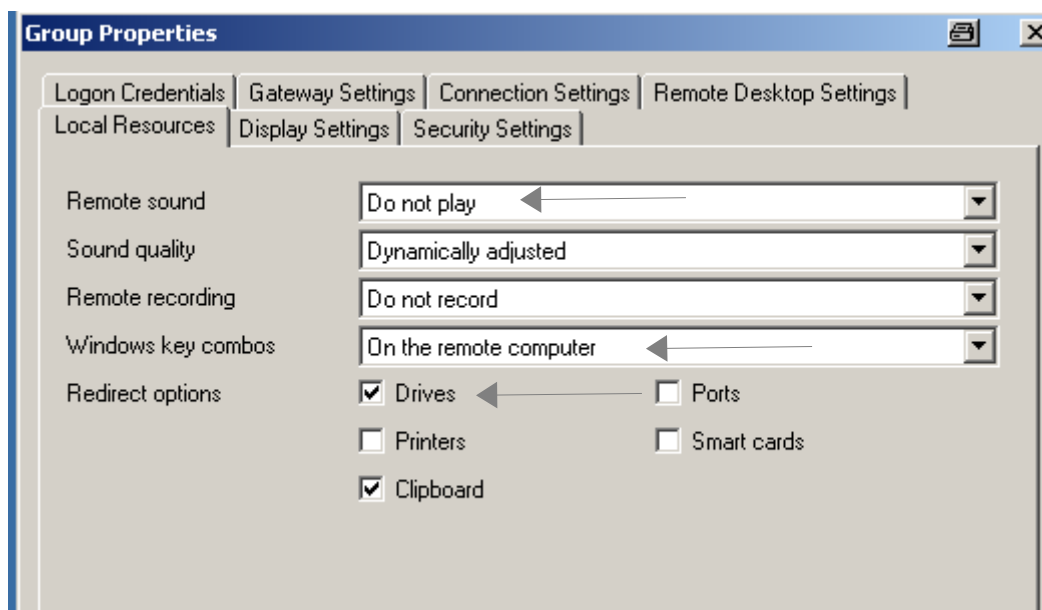 Group Properties
Logon Credentials Gateway Settings Connection Settings Remote Desktop Settings
Local Resources Display Settings Security Settings
Remote sound Do not play
Sound quality Dynamically adjusted
Remote recording Do not record
Windows key combos On the remote computer
Redirect options Drives Ports
Printers Smart cards
Clipboard